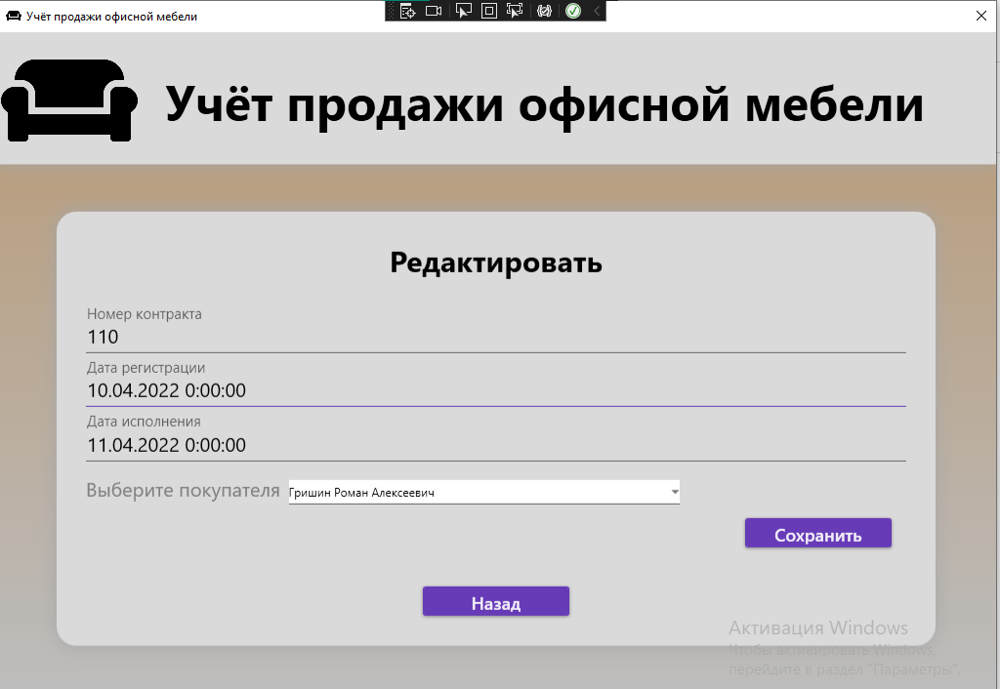 Учёт продажи офисной мебели
Учёт продажи офисной мебели
Редактировать
Номер контракта
110
Дата регистрации
10.04.2022 0:00:00
Дата исполнения
11.04.2022 0:00:00
Выберите покупателя Гришин Роман Алексеевич
Сохранить
Назад
Активация Windows
Чтобы активировать Windows,
перейдите в раздел "Параметры".